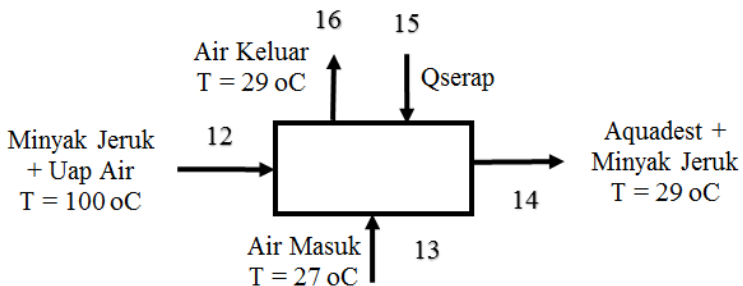 16
15
Air Keluar
T = 29 oC
Qserap
Minyak Jeruk
+ Uap Air
T = 100 oC
12
Aquadest +
Minyak Jeruk
T = 29 oC
14
Air Masuk
T = 27 oC
13